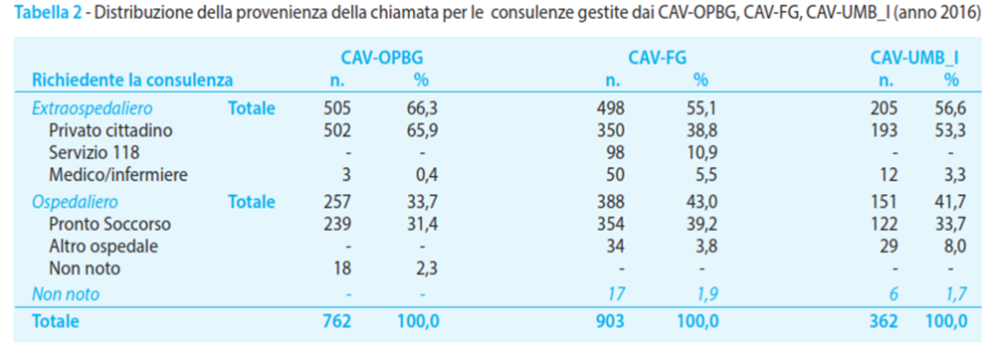 Tabella 2 - Distribuzione della provenienza della chiamata per le consulenze gestite dai CAV-OPBG, CAV-FG, CAV-UMB_I (anno 2016)
CAV-OPBG CAV-FG CAV-UMB_I
Richiedente la consulenza n. % n. % n. %
Extraospedaliero Totale 505 66,3 498 55,1 205 56,6
Privato cittadino 502 65,9 350 38,8 193 53,3
Servizio 118 - - 98 10,9 - -
Medico/infermiere 3 0,4 50 5,5 12 3,3
Ospedaliero Totale 257 33,7 388 43,0 151 41,7
Pronto Soccorso 239 31,4 354 39,2 122 33,7
Altro ospedale - - 34 3,8 29 8,0
Non noto 18 2,3 - - - -
Non noto - - 17 1,9 6 1,7
Totale 762 100,0 903 100,0 362 100,0